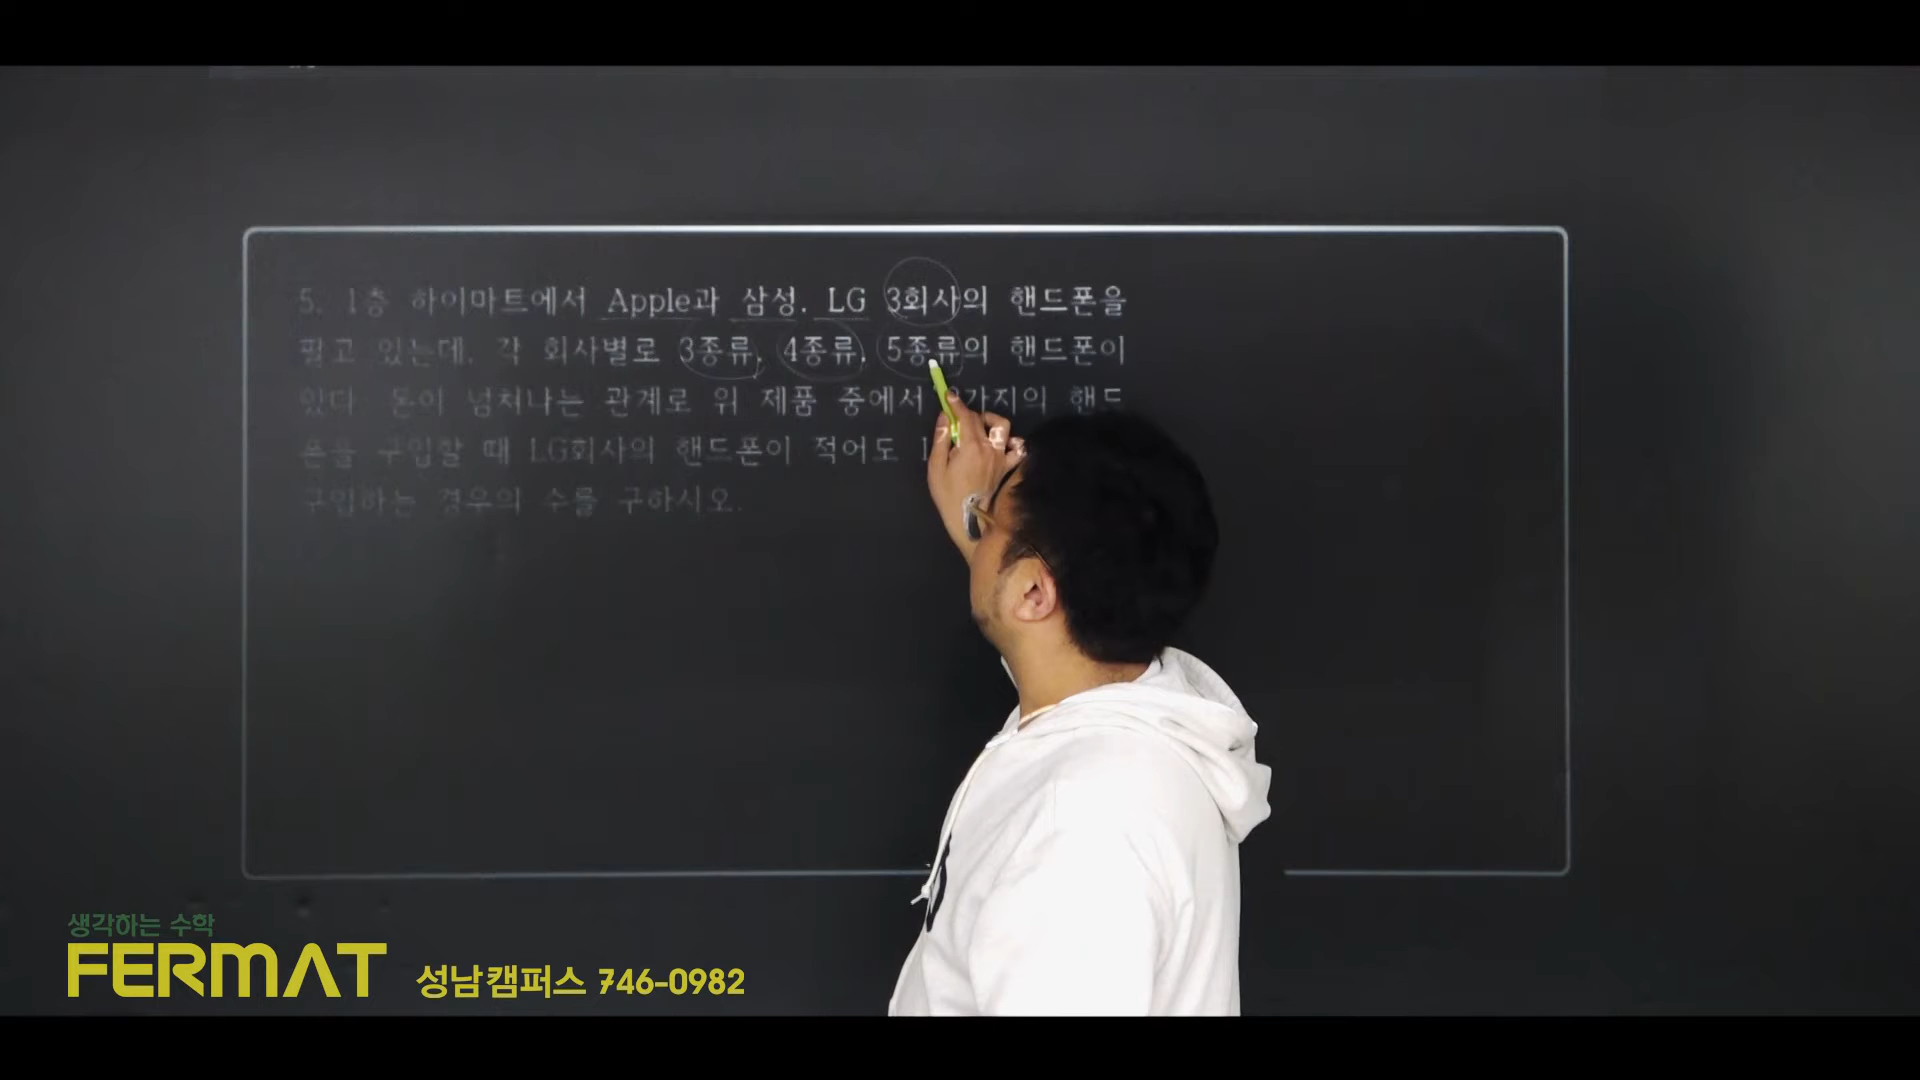 5. 1층 하이마트에서 Apple과 삼성. LG 3회사의 핸드폰을
팔고 있는데, 각 회사별로 3종류, 4종류, 5종류의 핸드폰이
있다 돈이 넘쳐나는 관계로 위 제품 중에서 가지의 핸드
폰을 구입할 때 LG회사의 핸드폰이 적어도 1
구입하는 경우의 수를 구하시오.
생각하는 수학
FERMAT 성남캠퍼스 746-0982